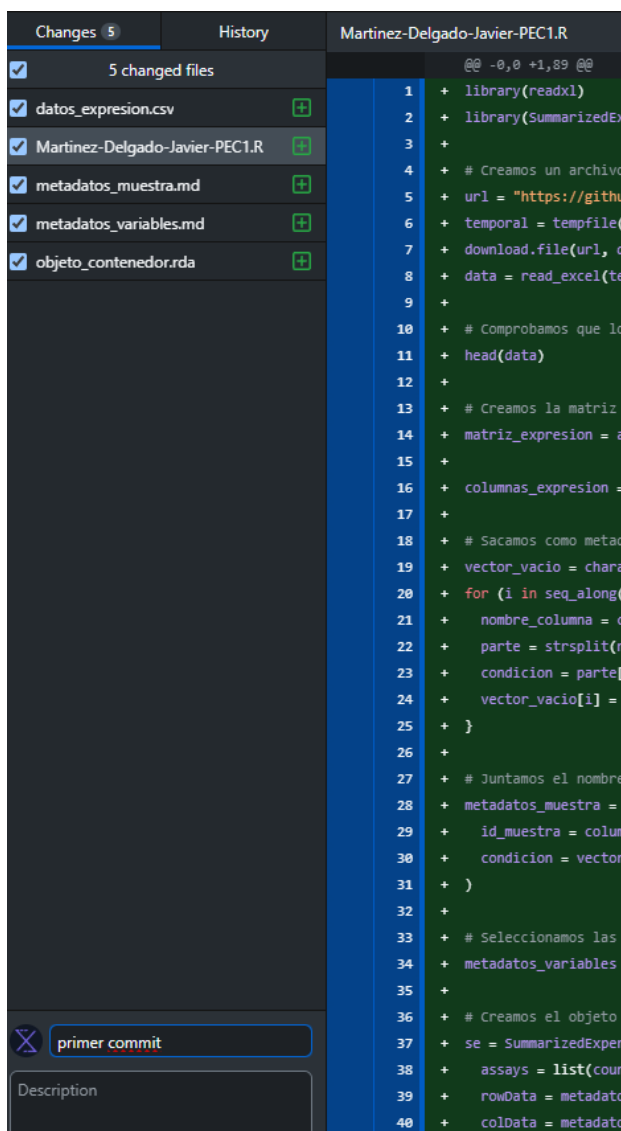 Changes 5
History
5 changed files
datos_expresion.csv
Martinez-Delgado-Javier-PEC1.R
metadatos_muestra.md
metadatos_variables.md
objeto_contenedor.rda
primer commit
Description
Martinez-Delgado-Javier-PEC1.R
@@ -0,0 +1,89 @@
1 + library(readxl)
2 + library(SummarizedEx
3 +
4 + # Creamos un archivo
5 + url = "https://githu
6 + temporal = tempfile(
7 + download.file(url, d
8 + data = read_excel(te
9 +
10 + # Comprobamos que lo
11 + head(data)
12 +
13 + # Creamos la matriz
14 + matriz_expresion = a
15 +
16 + columnas_expresion =
17 +
18 + # Sacamos como metad
19 + vector_vacio = chara
20 + for (i in seq_along(
21 + nombre_columna = c
22 + parte = strsplit(n
23 + condicion = parte[
24 + vector_vacio[i] =
25 + }
26 +
27 + # Juntamos el nombre
28 + metadatos_muestra =
29 + id_muestra = colum
30 + condicion = vector
31 + )
32 +
33 + # Seleccionamos las
34 + metadatos_variables
35 +
36 + # Creamos el objeto
37 + se = SummarizedExper
38 + assays = list(coun
39 + rowData = metadato
40 + colData = metadato